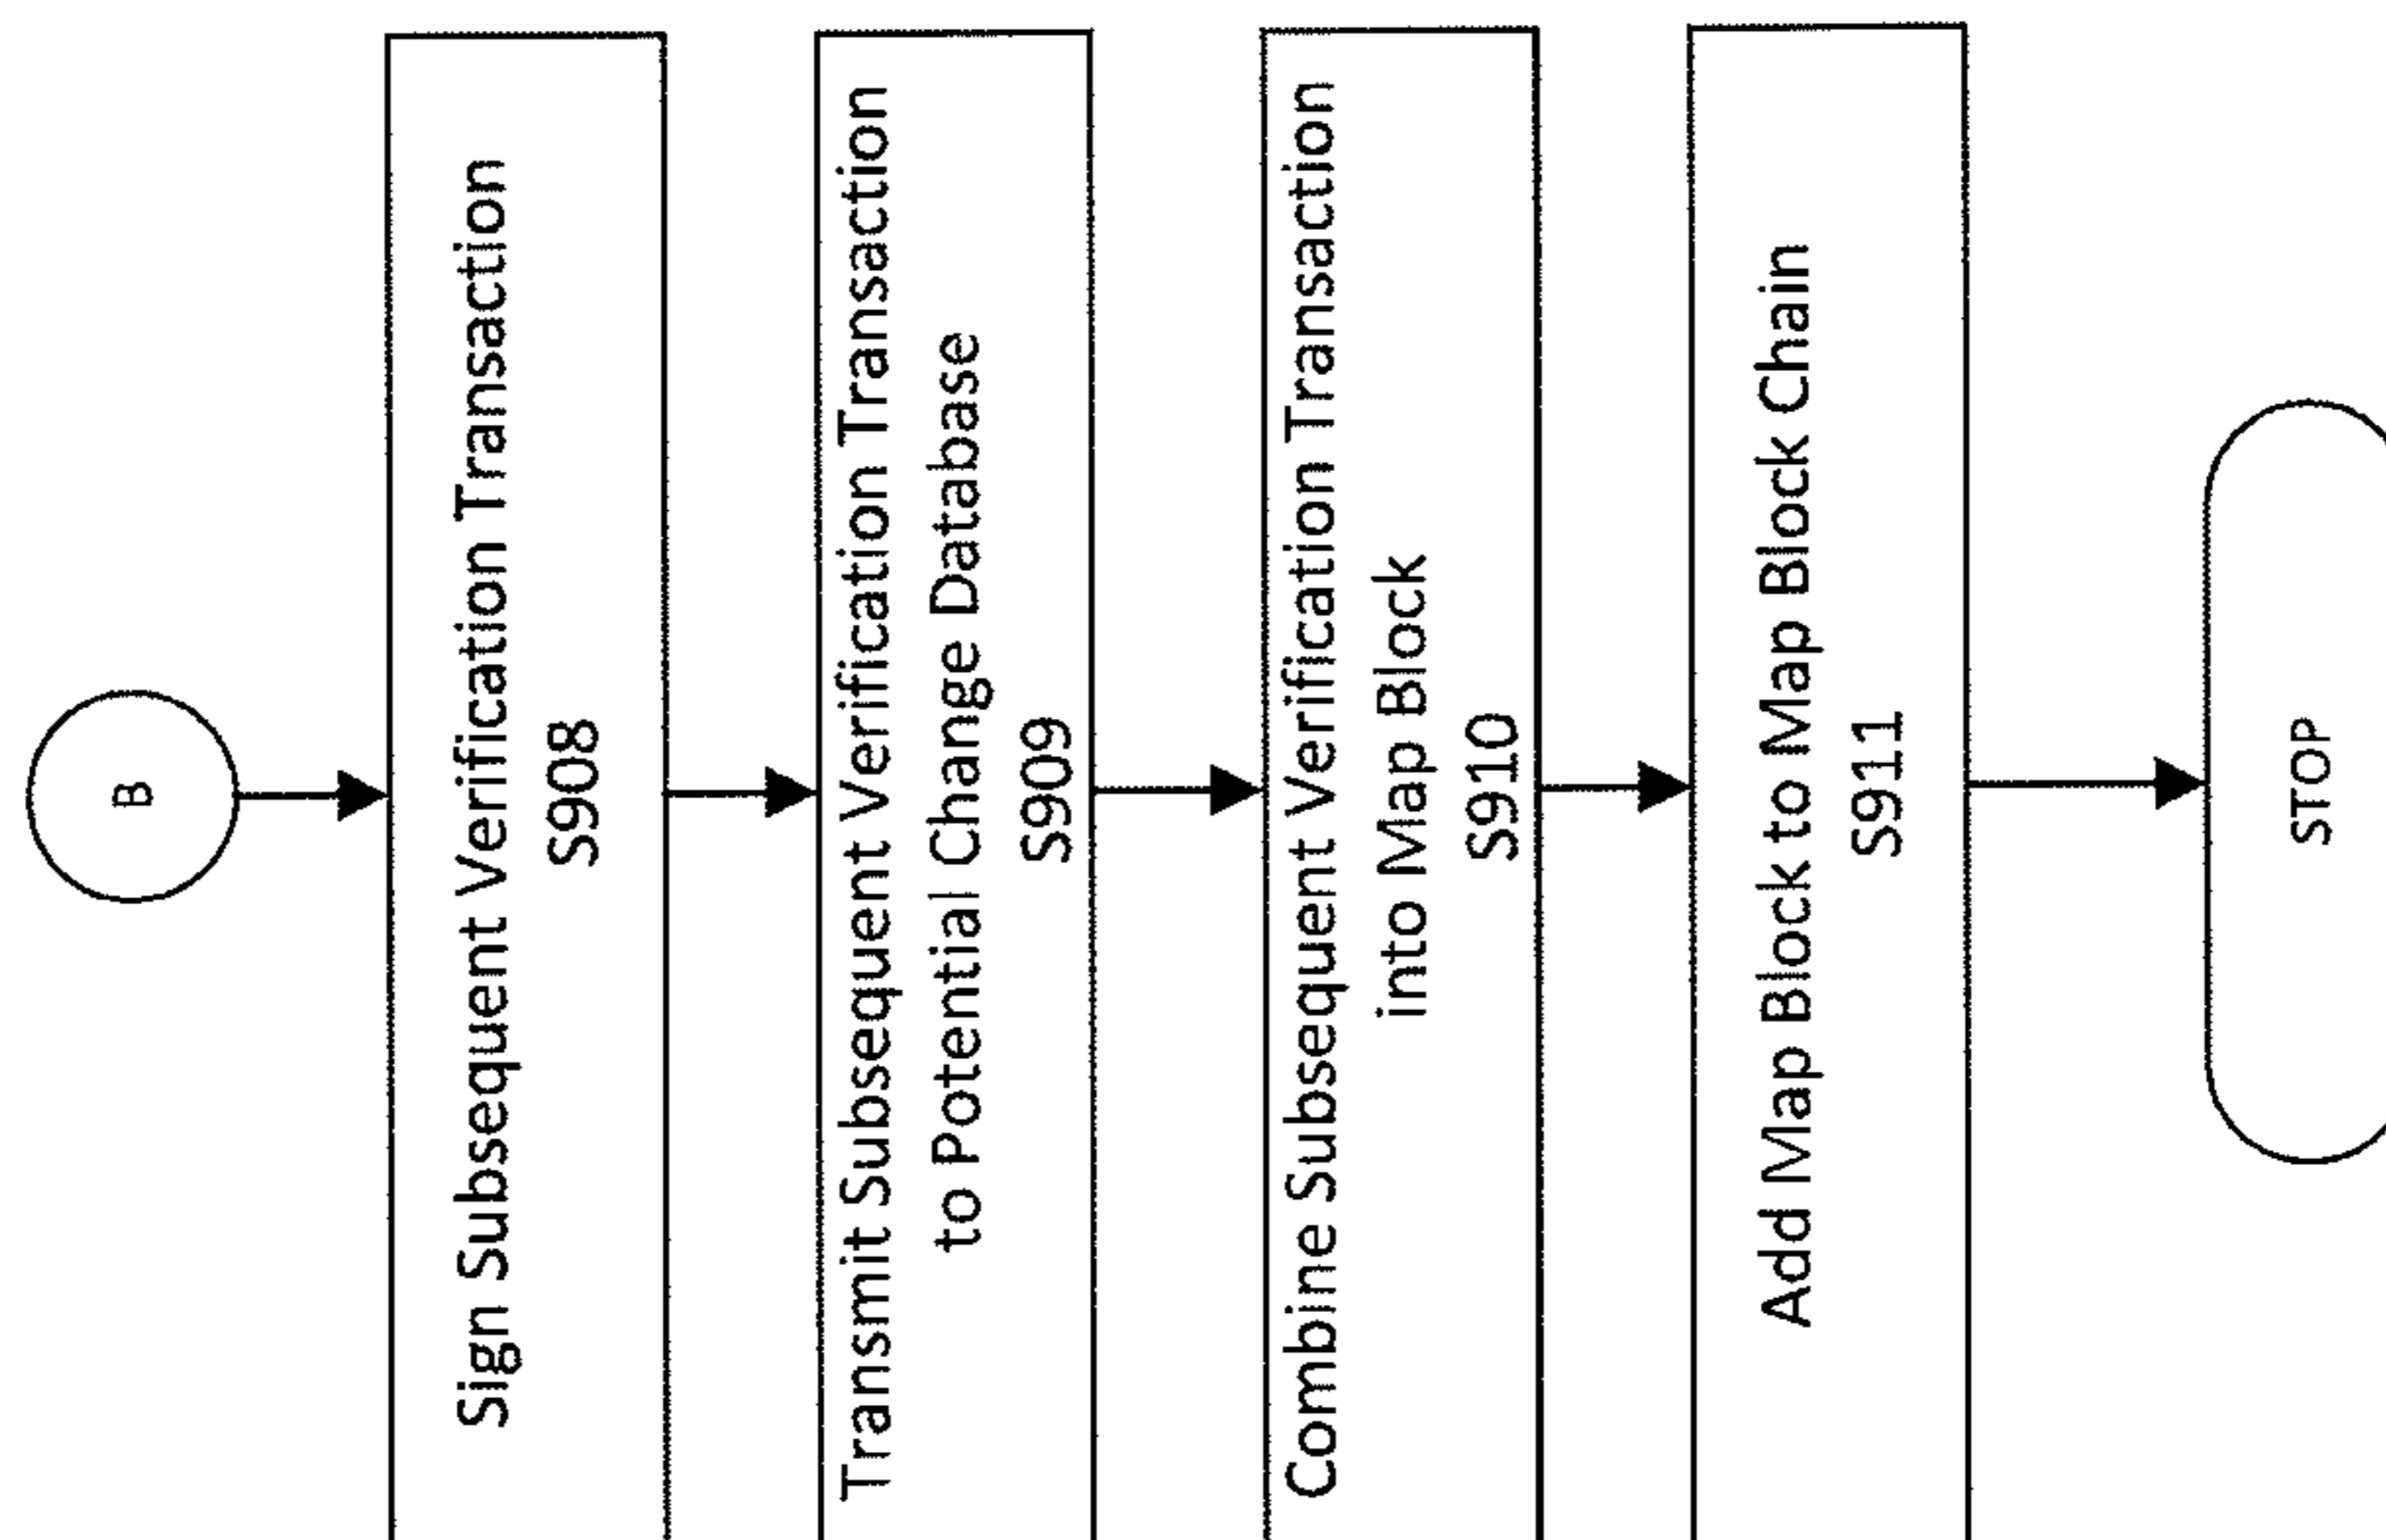 B
Sign Subsequent Verification Transaction
S908
Transmit Subsequent Verification Transaction
to Potential Change Database
S909
Combine Subsequent Verification Transaction
into Map Block
S910
Add Map Block to Map Block Chain
S911
STOP